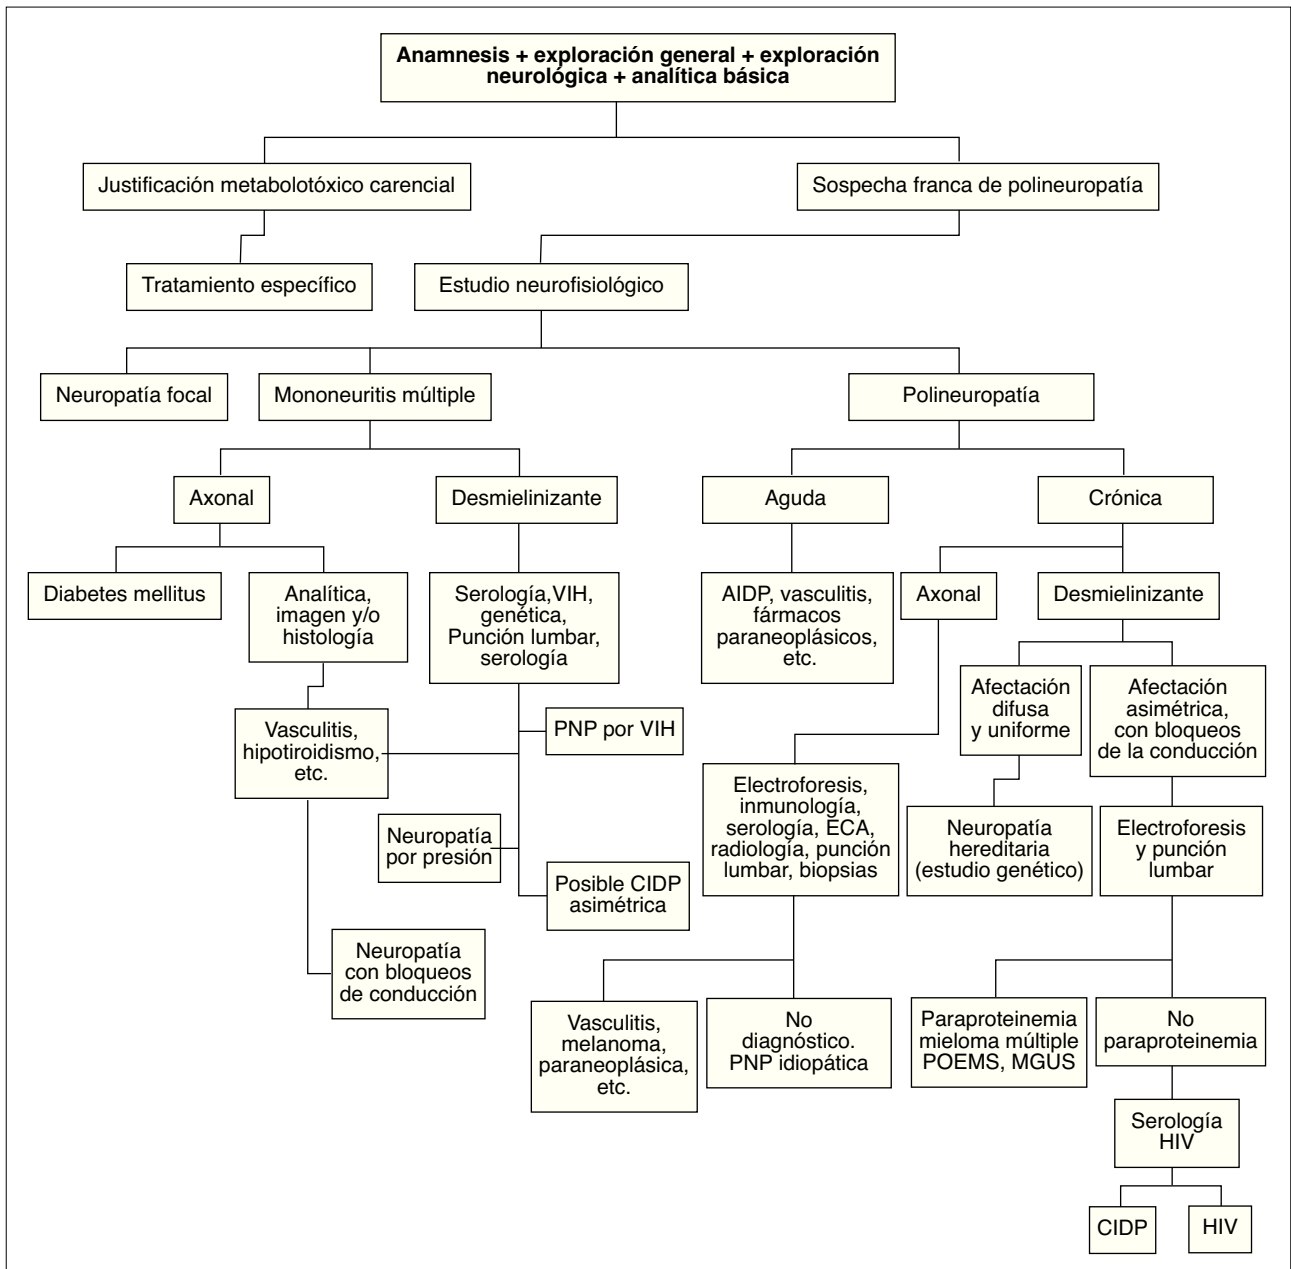 Anamnesis + exploración general + exploración
neurológica + analítica básica
Justificación metabolotóxico carencial
Sospecha franca de polineuropatía
Tratamiento específico
Estudio neurofisiológico
Neuropatía focal
Mononeuritis múltiple
Polineuropatía
Axonal
Desmielinizante
Aguda
Crónica
Diabetes mellitus
Analítica,
imagen y/o
histología
Serología,VIH,
genética,
Punción lumbar,
serología
AIDP, vasculitis,
fármacos
paraneoplásicos,
etc.
Axonal
Desmielinizante
Afectación
difusa
y uniforme
Afectación
asimétrica,
con bloqueos
de la conducción
Vasculitis,
hipotiroidismo,
etc.
PNP por VIH
Neuropatía
por presión
Posible CIDP
asimétrica
Electroforesis,
inmunología,
serología, ECA,
radiología, punción
lumbar, biopsias
Neuropatía
hereditaria
(estudio genético)
Electroforesis
y punción
lumbar
Neuropatía
con bloqueos
de conducción
Vasculitis,
melanoma,
paraneoplásica,
etc.
No
diagnóstico.
PNP idiopática
Paraproteinemia
mieloma múltiple
POEMS, MGUS
No
paraproteinemia
Serología
HIV
CIDP
HIV